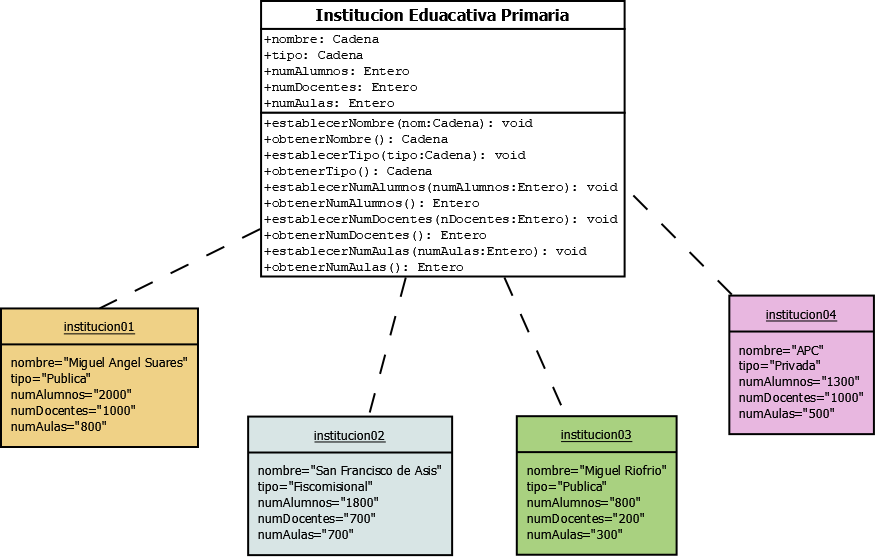 Institucion Eduacativa Primaria
+nombre: Cadena
+tipo: Cadena
+numAlumnos: Entero
+numDocentes: Entero
+numAulas: Entero
+establecerNombre(nom:Cadena): void
+obtenerNombre(): Cadena
+establecerTipo(tipo:Cadena): void
+obtenerTipo(): Cadena
+establecerNumAlumnos(numAlumnos:Entero): void
+obtenerNumAlumnos(): Entero
+establecerNumDocentes(nDocentes:Entero): void
+obtenerNumDocentes(): Entero
+establecerNumAulas(numAulas:Entero): void
+obtenerNumAulas(): Entero
institucion01
nombre="Miguel Angel Suares"
tipo="Publica"
numAlumnos="2000"
numDocentes="1000"
numAulas="800"
institucion02
nombre="San Francisco de Asis"
tipo="Fiscomisional"
numAlumnos="1800"
numDocentes="700"
numAulas="700"
institucion03
nombre="Miguel Riofrio"
tipo="Publica"
numAlumnos="800"
numDocentes="200"
numAulas="300"
institucion04
nombre="APC"
tipo="Privada"
numAlumnos="1300"
numDocentes="1000"
numAulas="500"